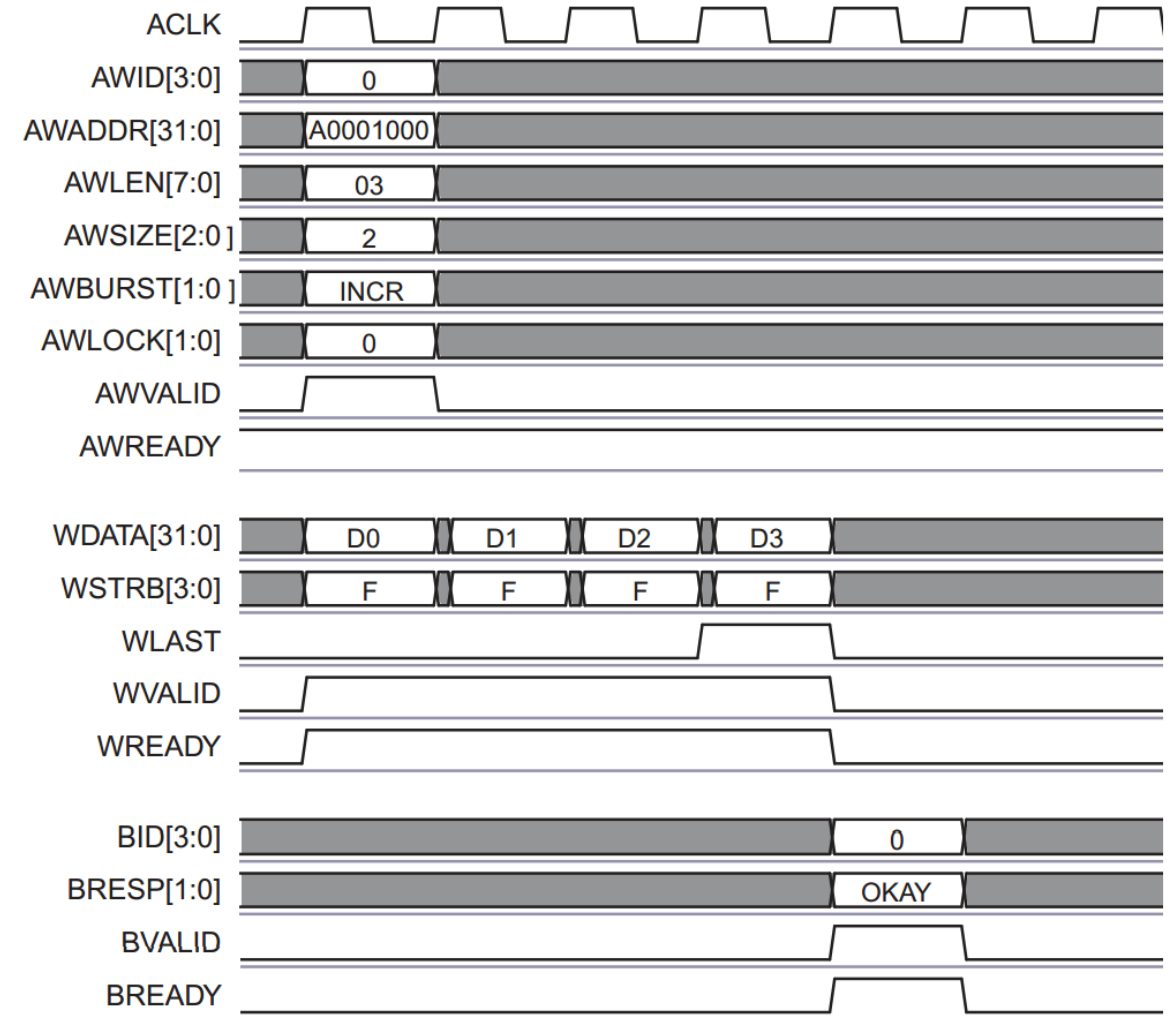 ACLK
AWID[3:0] 0
AWADDR[31:0] A0001000
AWLEN[7:0] 03
AWSIZE[2:0] 2
AWBURST[1:0] INCR
AWLOCK[1:0] 0
AWVALID
AWREADY
WDATA[31:0] D0 D1 D2 D3
WSTRB[3:0] F F F F
WLAST
WVALID
WREADY
BID[3:0] 0
BRESP[1:0] OKAY
BVALID
BREADY